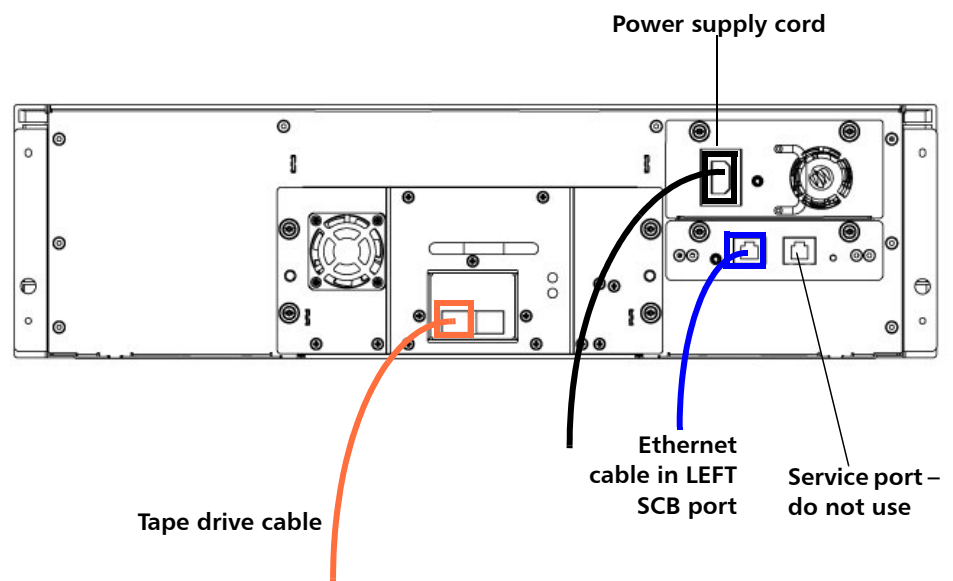 Power supply cord
Ethernet
cable in LEFT
SCB port
Service port –
do not use
Tape drive cable